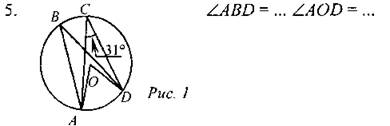 5.
∠ABD = ... ∠AOD = ...
B
C
31°
O
D
A
Рис. 1